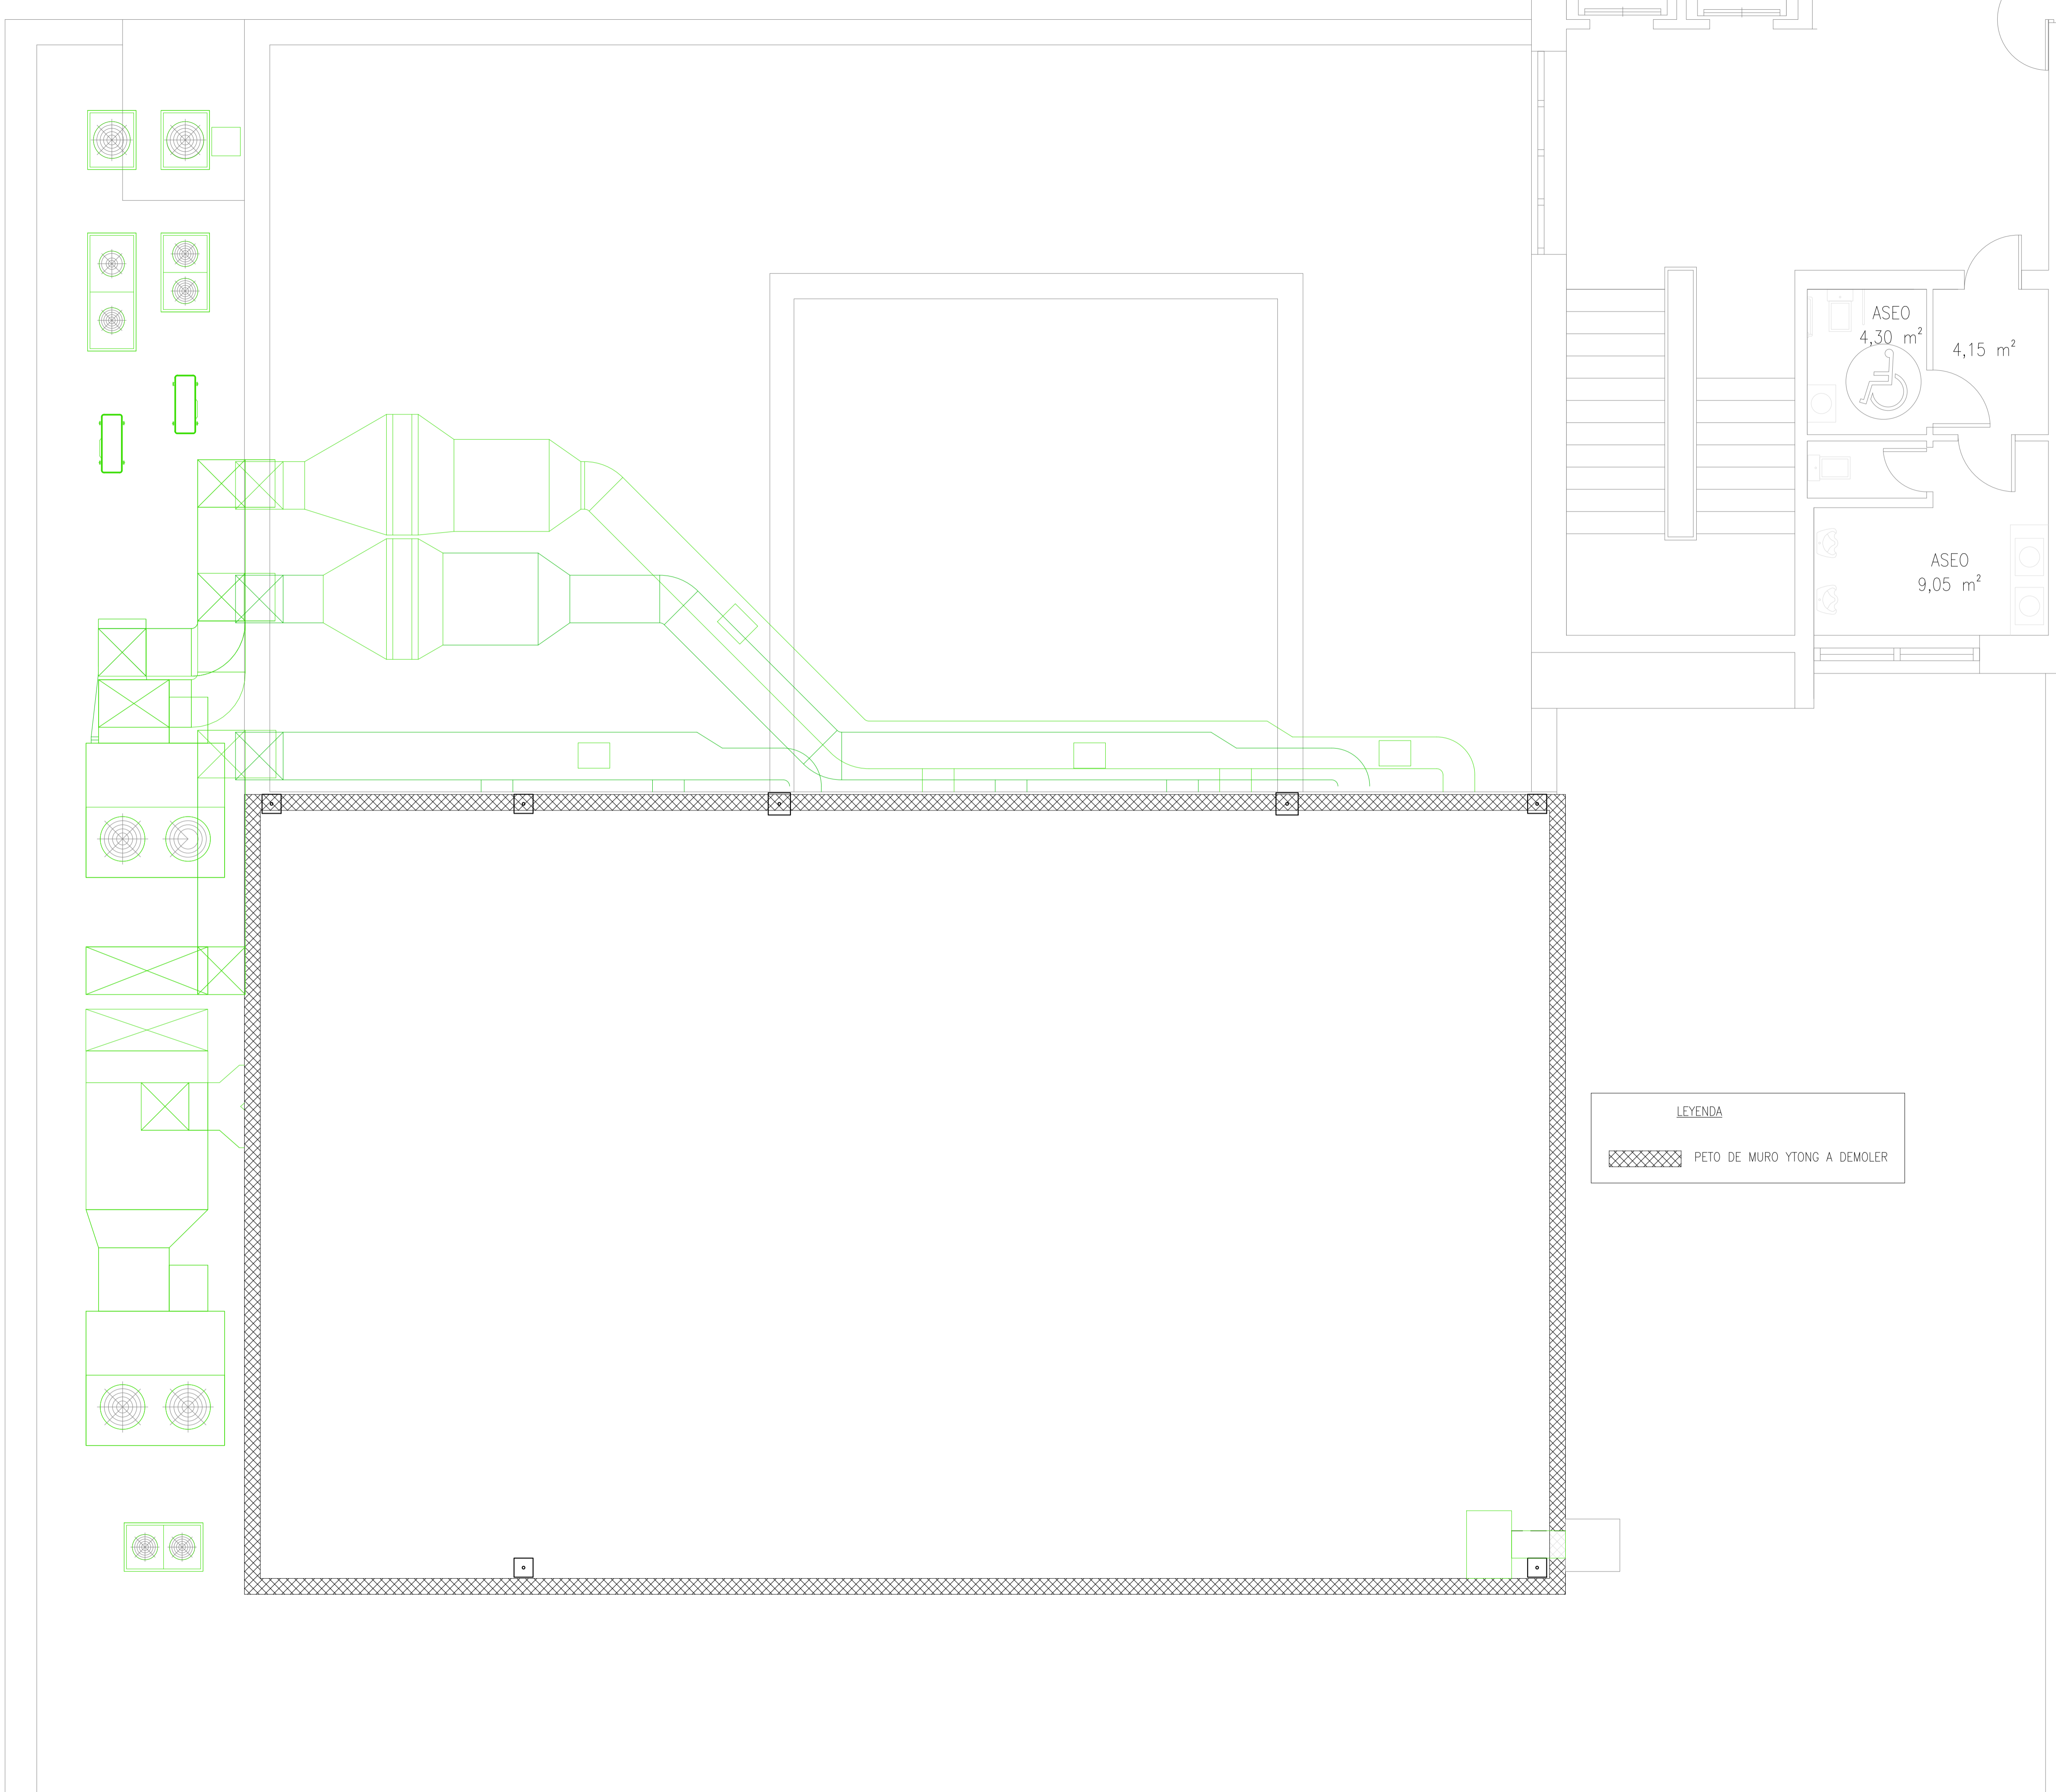 ASEO
4,30 m²
4,15 m²
ASEO
9,05 m²
LEYENDA
PETO DE MURO YTONG A DEMOLER